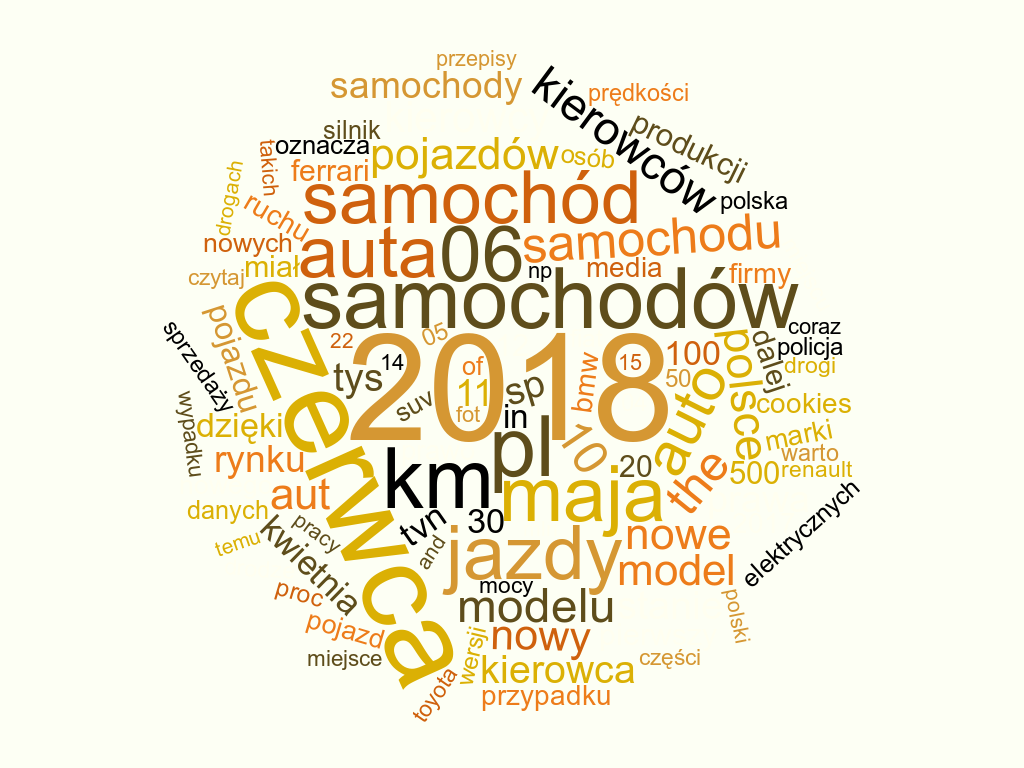 przepisy
samochody
kierowców
prędkości
silnik
produkcji
oznacza
takich
ferrari
pojazdów
osób
drogach
samochód
polska
ruchu
nowych
auta
06
samochodu
czytaj
miał
np
media
firmy
samochodów
czerwca
pojazdu
sprzedaży
22
2018
05
14
15
100
polsce
dalej
coraz
policja
tys
of
11
sp
bmw
50
auto
drogi
suv
fot
in
cookies
wypadku
dzięki
pl
10
marki
rynku
km
20
the
500
warto
renault
aut
maja
danych
pracy
tvn
30
elektrycznych
temu
kwietnia
and
jazdy
nowe
model
proc
mocy
modelu
polski
pojazd
wersji
nowy
miejsce
kierowca
części
toyota
przypadku